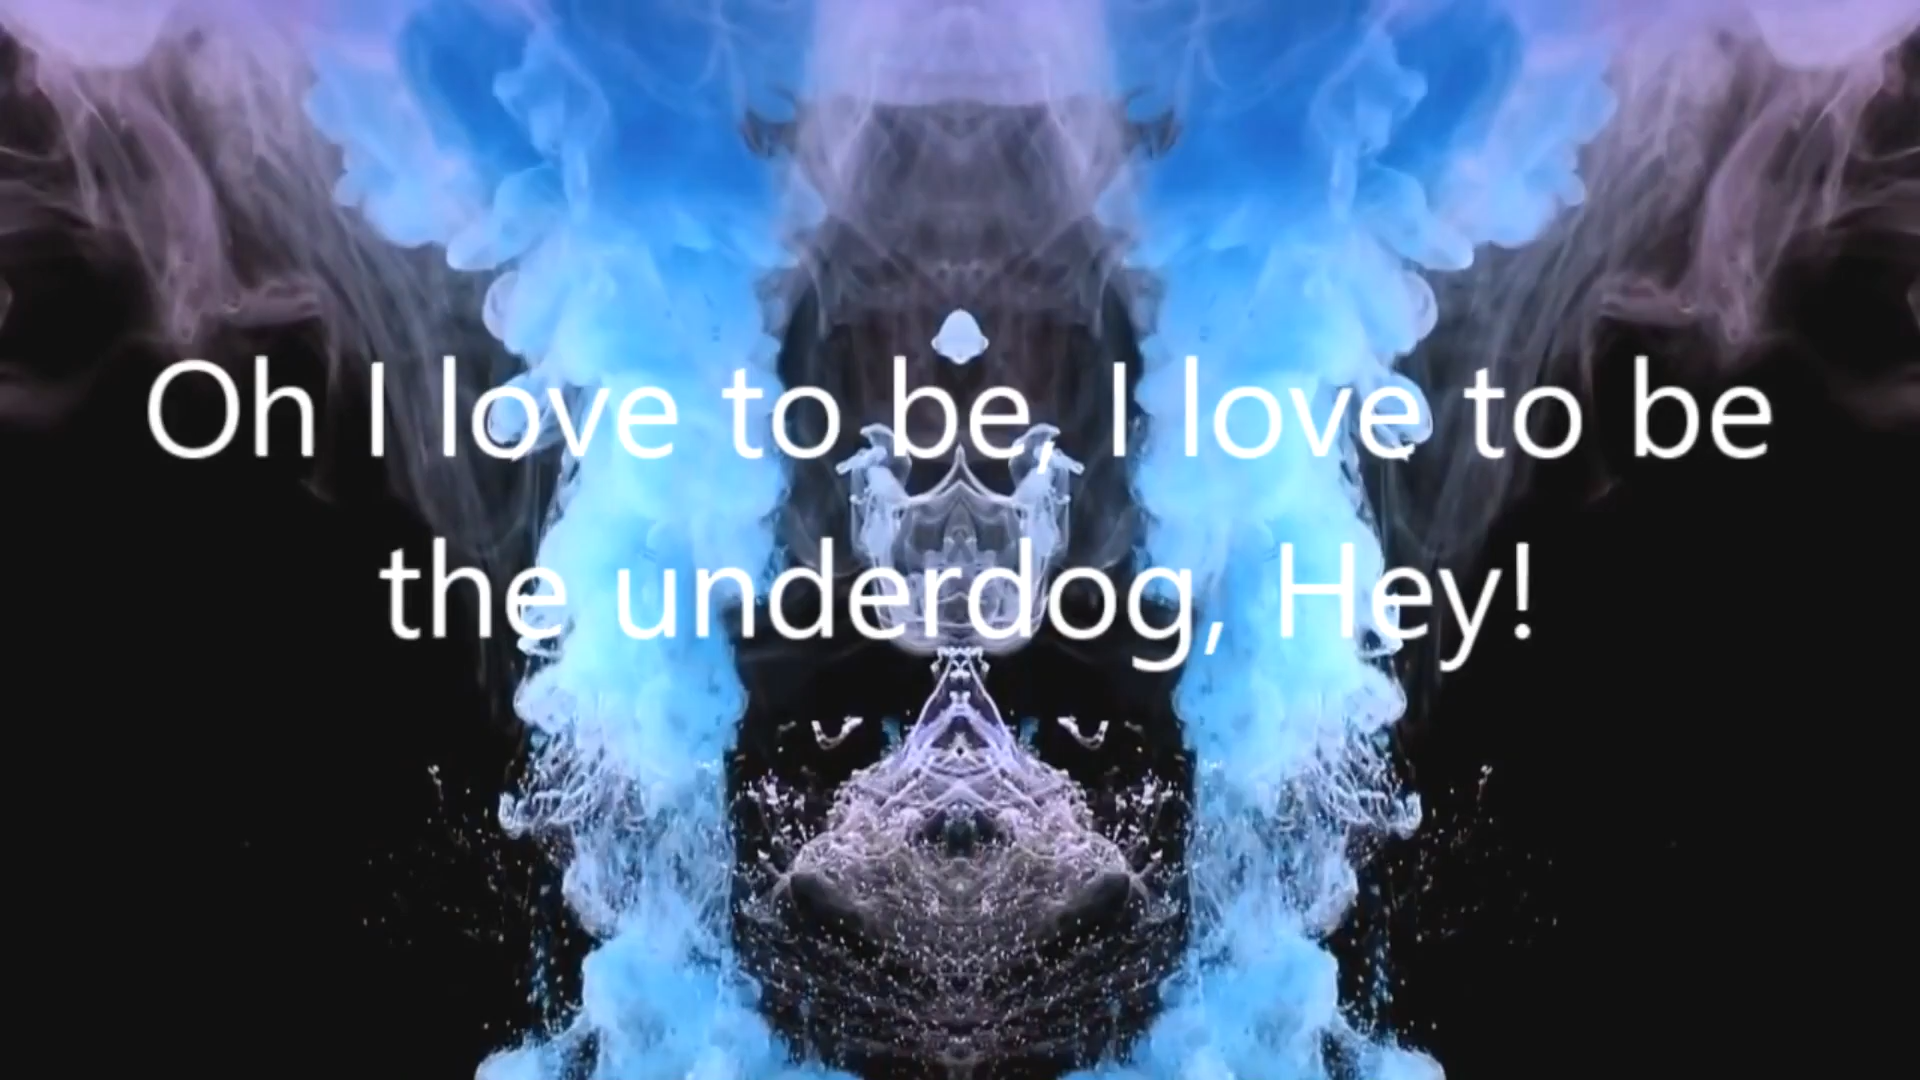 Oh I love to be, I love to be
the underdog, Hey!